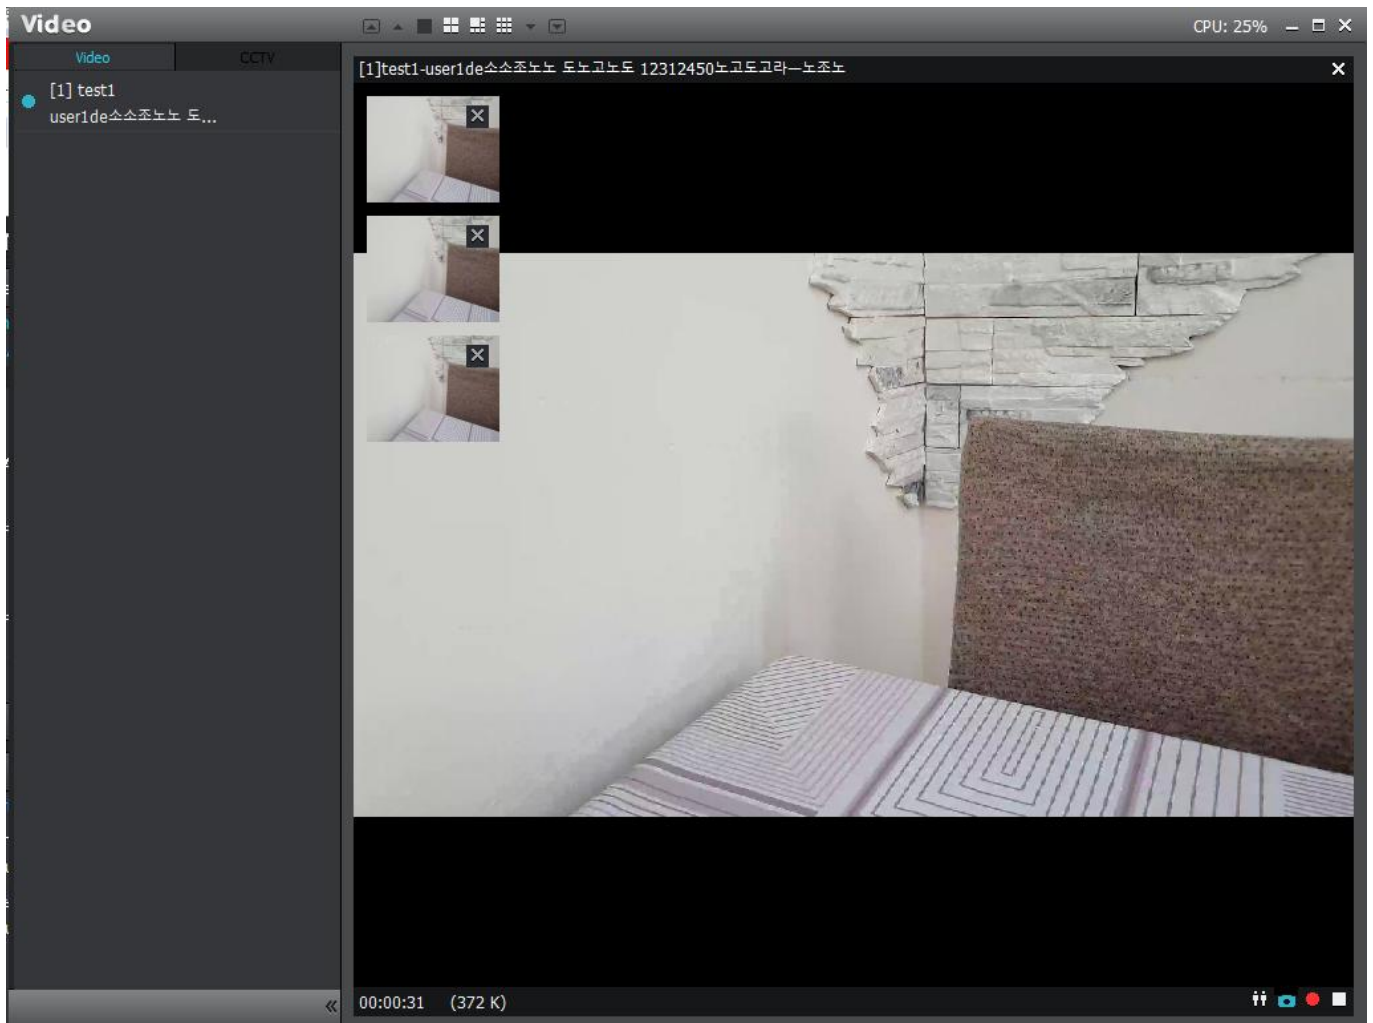 Video
CPU: 25%
Video
CCTV
[1] test1
user1de소소조노노 도...
[1]test1-user1de소소조노노 도노고노도 12312450노고도고라ㅡ노조노
00:00:31 (372 K)